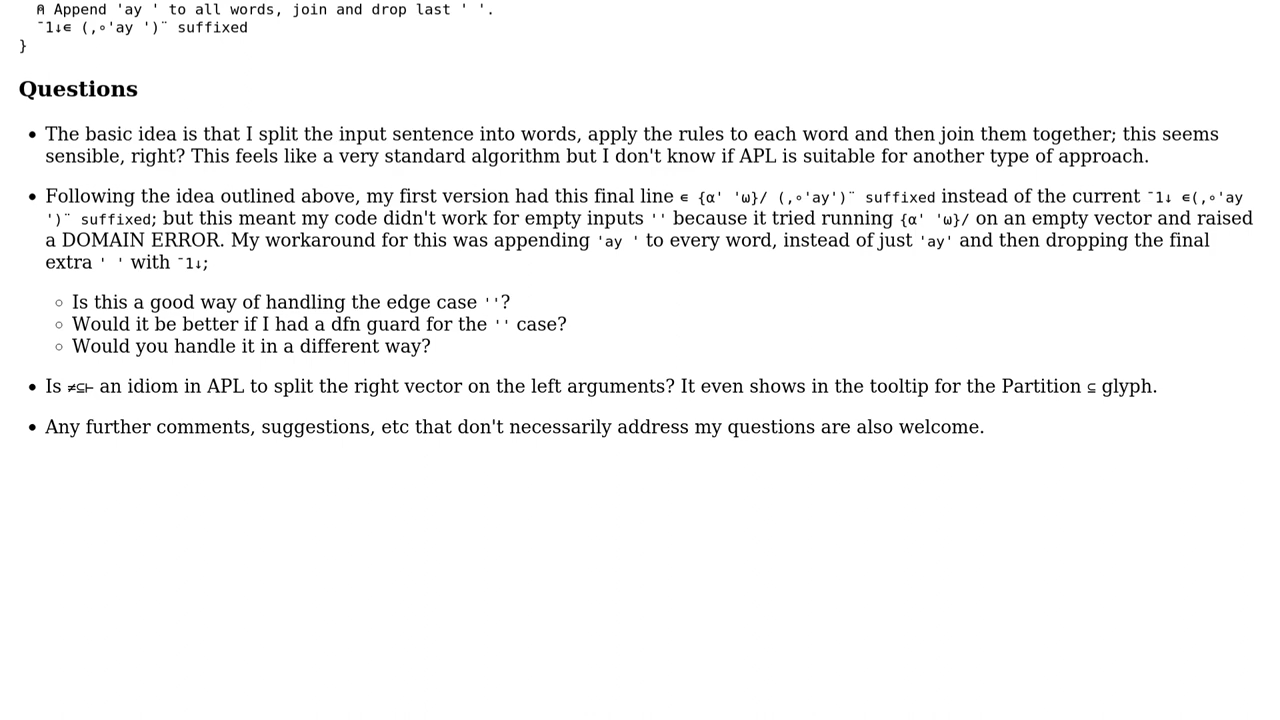 ⍝ Append 'ay ' to all words, join and drop last ' '.
¯1↓∊ (,∘'ay ')¨ suffixed
}
Questions
• The basic idea is that I split the input sentence into words, apply the rules to each word and then join them together; this seems
sensible, right? This feels like a very standard algorithm but I don't know if APL is suitable for another type of approach.
• Following the idea outlined above, my first version had this final line ∊ {⍺' '⍵}/ (,∘'ay')¨ suffixed instead of the current ¯1↓ ∊(,∘'ay
')¨ suffixed; but this meant my code didn't work for empty inputs '' because it tried running {⍺' '⍵}/ on an empty vector and raised
a DOMAIN ERROR. My workaround for this was appending 'ay ' to every word, instead of just 'ay' and then dropping the final
extra ' ' with ¯1↓;
◦ Is this a good way of handling the edge case ''?
◦ Would it be better if I had a dfn guard for the '' case?
◦ Would you handle it in a different way?
• Is ≠⊆⊢ an idiom in APL to split the right vector on the left arguments? It even shows in the tooltip for the Partition ⊆ glyph.
• Any further comments, suggestions, etc that don't necessarily address my questions are also welcome.